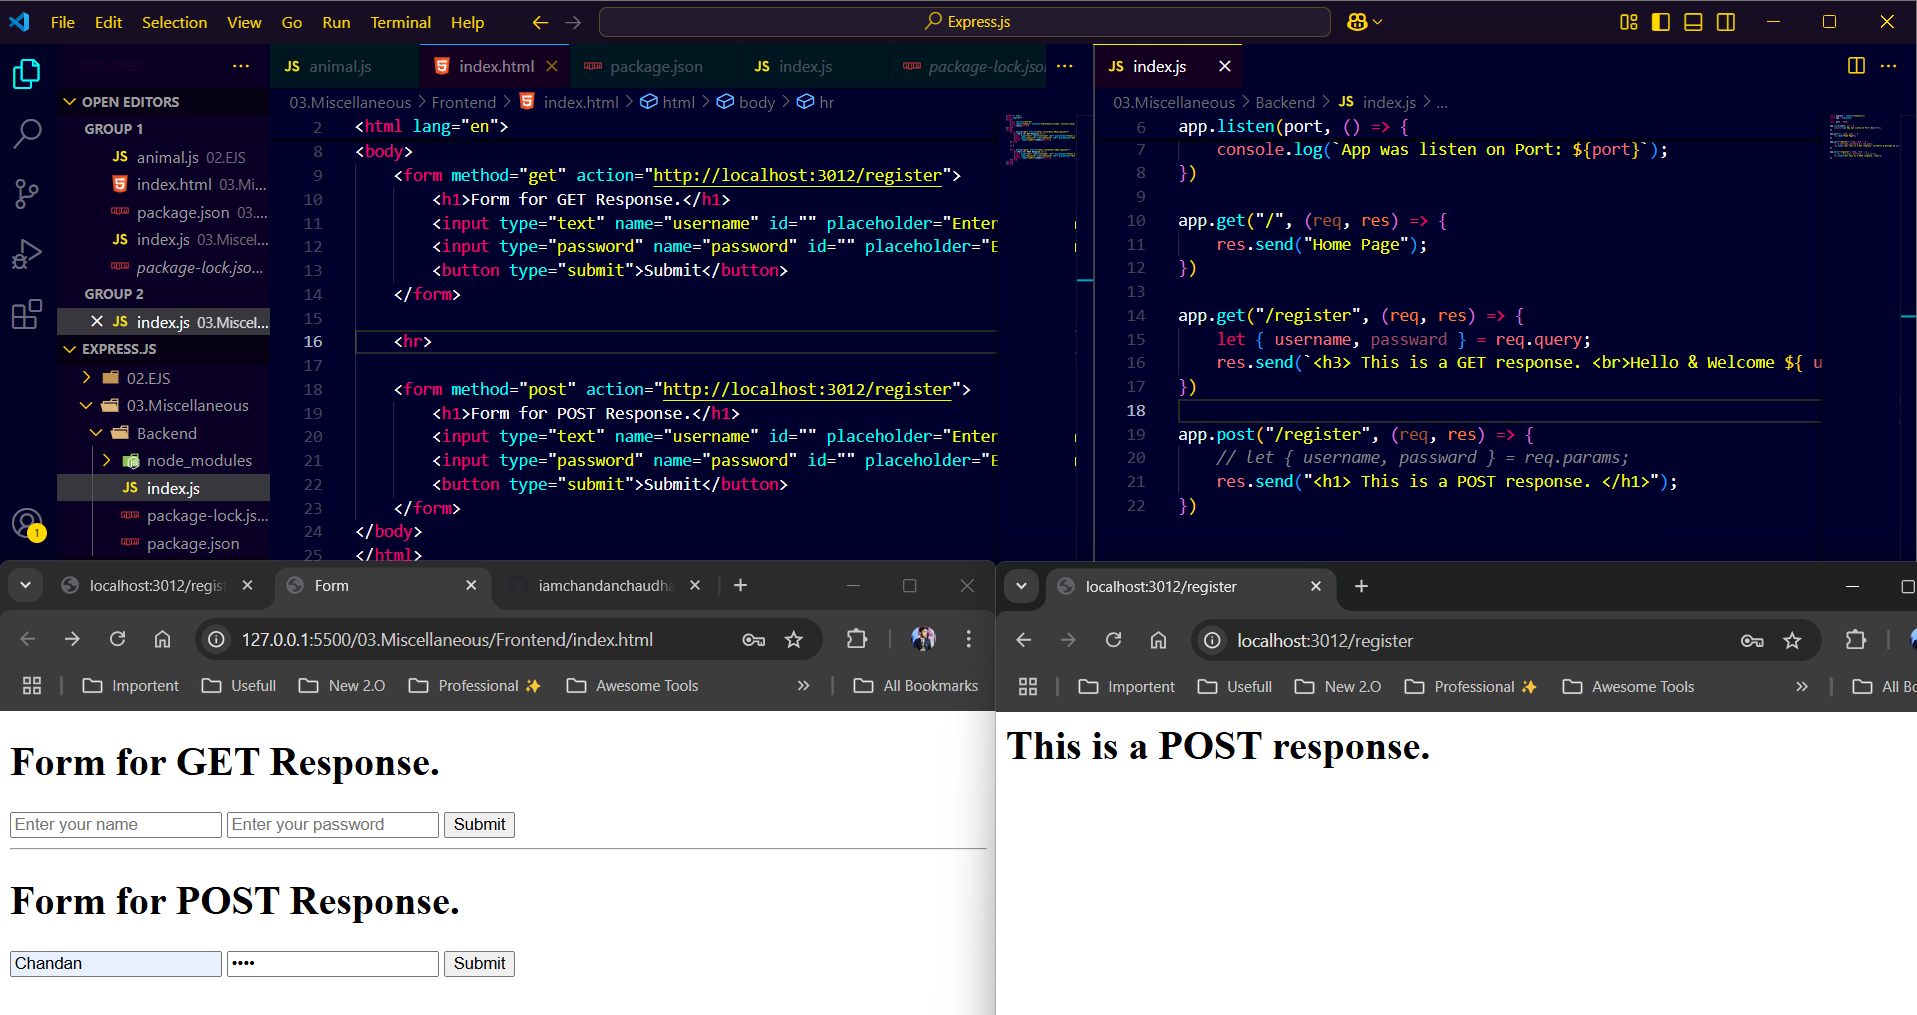 File Edit Selection View Go Run Terminal Help
Express.js
EXPLORER
OPEN EDITORS
GROUP 1
JS animal.js 02.EJS
index.html 03.Mi...
package.json 03....
JS index.js 03.Miscel...
package-lock.jso...
GROUP 2
JS index.js 03.Miscel...
EXPRESS.JS
02.EJS
03.Miscellaneous
Backend
node_modules
JS index.js
package-lock.js...
package.json
1
JS animal.js
index.html
package.json
JS index.js
package-lock.jso
03.Miscellaneous > Frontend > index.html > html > body > hr
2 <html lang="en">
8 <body>
9 <form method="get" action="http://localhost:3012/register">
10 <h1>Form for GET Response.</h1>
11 <input type="text" name="username" id="" placeholder="Enter
12 <input type="password" name="password" id="" placeholder="E
13 <button type="submit">Submit</button>
14 </form>
15
16 <hr>
17
18 <form method="post" action="http://localhost:3012/register">
19 <h1>Form for POST Response.</h1>
20 <input type="text" name="username" id="" placeholder="Enter
21 <input type="password" name="password" id="" placeholder="E
22 <button type="submit">Submit</button>
23 </form>
24 </body>
25 </html>
JS index.js
03.Miscellaneous > Backend > JS index.js > ...
6 app.listen(port, () => {
7 console.log(`App was listen on Port: ${port}`);
8 })
9
10 app.get("/", (req, res) => {
11 res.send("Home Page");
12 })
13
14 app.get("/register", (req, res) => {
15 let { username, passward } = req.query;
16 res.send(`<h3> This is a GET response. <br>Hello & Welcome ${ u
17 })
18
19 app.post("/register", (req, res) => {
20 // let { username, passward } = req.params;
21 res.send("<h1> This is a POST response. </h1>");
22 })
localhost:3012/regist
Form
iamchandanchaudha
127.0.0.1:5500/03.Miscellaneous/Frontend/index.html
Importent Usefull New 2.O Professional ✨ Awesome Tools All Bookmarks
Form for GET Response.
Enter your name Enter your password Submit
Form for POST Response.
Chandan •••• Submit
localhost:3012/register
localhost:3012/register
Importent Usefull New 2.O Professional ✨ Awesome Tools All Bo
This is a POST response.